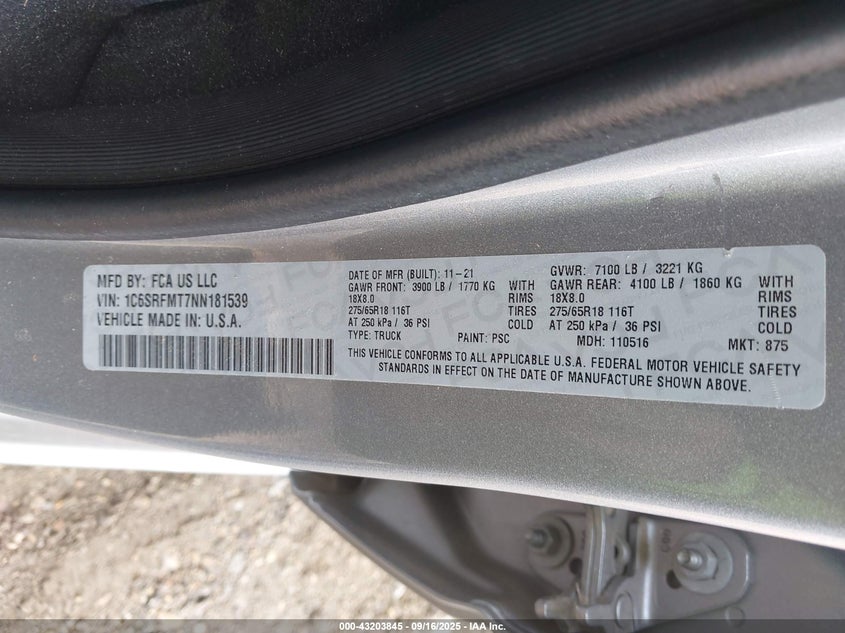 MFD BY: FCA US LLC
VIN: 1C6SRFMT7NN181539
VEHICLE MADE IN: U.S.A.
DATE OF MFR (BUILT): 11-21 GVWR: 7100 LB / 3221 KG
GAWR FRONT: 3900 LB / 1770 KG WITH GAWR REAR: 4100 LB / 1860 KG WITH
18X8.0 RIMS 18X8.0 RIMS
275/65R18 116T TIRES 275/65R18 116T TIRES
AT 250 kPa / 36 PSI COLD AT 250 kPa / 36 PSI COLD
TYPE: TRUCK PAINT: PSC MDH: 110516 MKT: 875
THIS VEHICLE CONFORMS TO ALL APPLICABLE U.S.A. FEDERAL MOTOR VEHICLE SAFETY
STANDARDS IN EFFECT ON THE DATE OF MANUFACTURE SHOWN ABOVE.
000-43203845 - 09/16/2025 - IAA, Inc.